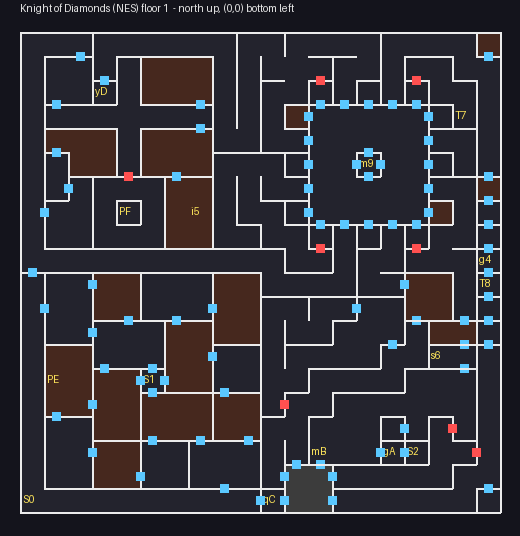 Knight of Diamonds (NES) floor 1 - north up, (0,0) bottom left
yD
T7
m9
PF
i5
g4
T8
s6
PE
S1
mB
gA
S2
S0
qC